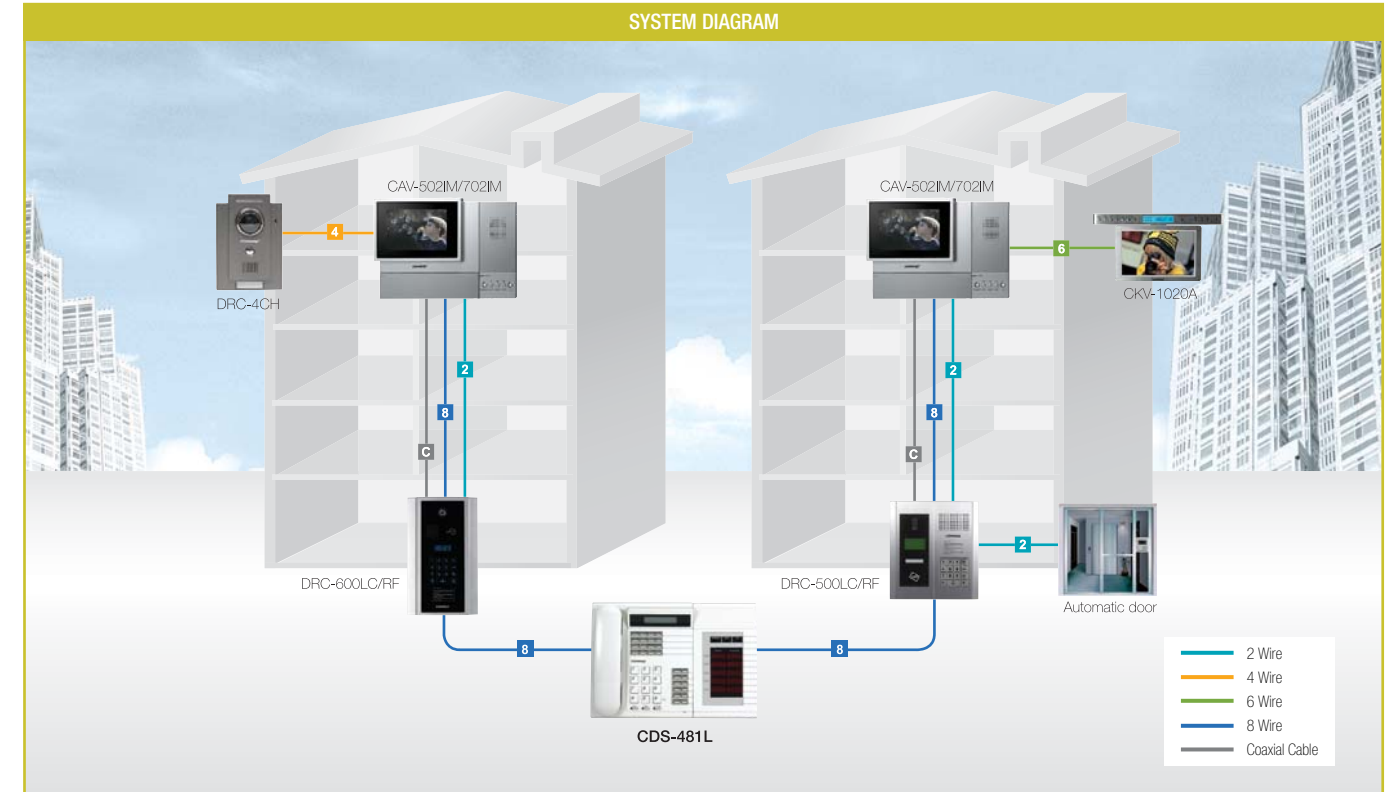 SYSTEM DIAGRAM
CAV-502IM/702IM
CAV-502IM/702IM
4
6
DRC-4CH
CKV-1020A
2
2
8
8
C
C
2
DRC-600LC/RF
DRC-500LC/RF
Automatic door
8
8
CDS-481L
2 Wire
4 Wire
6 Wire
8 Wire
Coaxial Cable